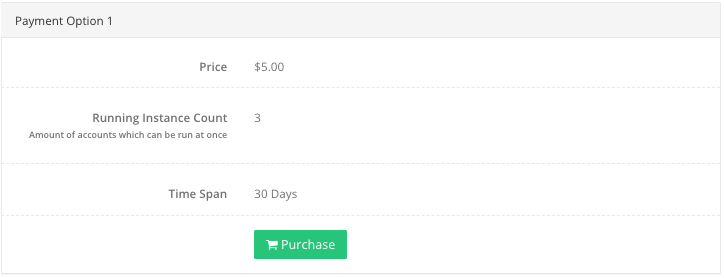 Payment Option 1
Price $5.00
Running Instance Count 3
Amount of accounts which can be run at once
Time Span 30 Days
Purchase